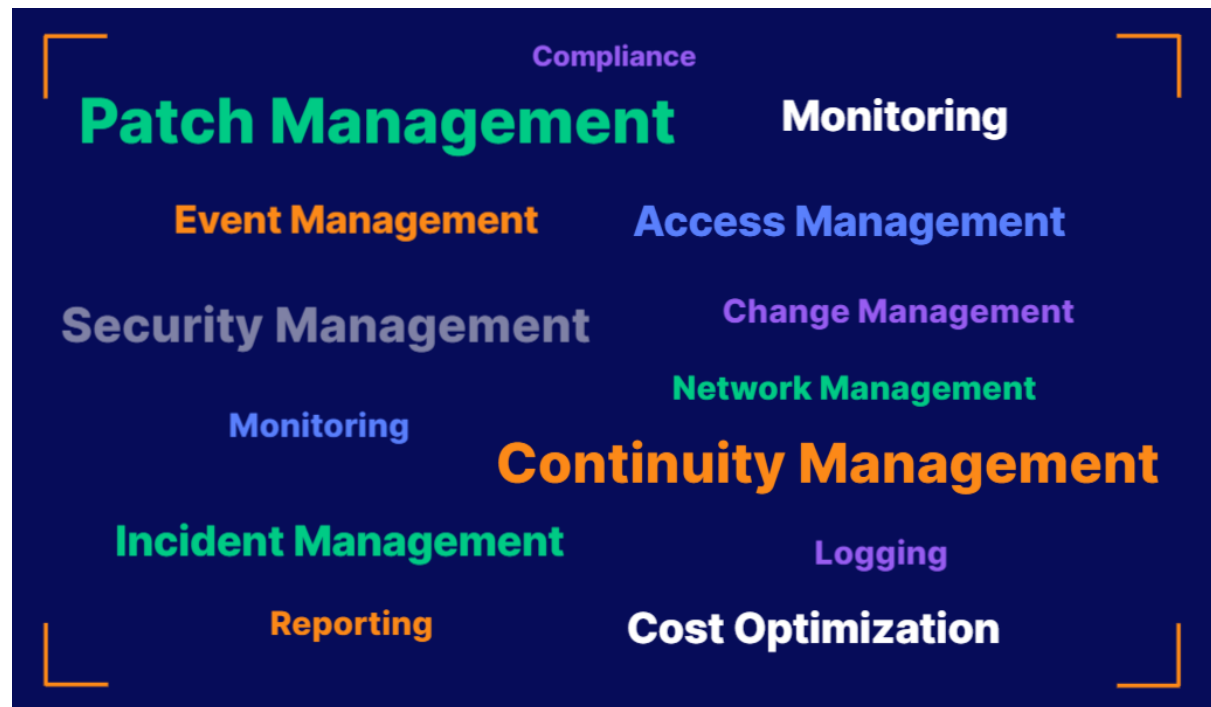 Compliance
Patch Management
Monitoring
Event Management
Access Management
Security Management
Change Management
Network Management
Monitoring
Continuity Management
Incident Management
Logging
Reporting
Cost Optimization